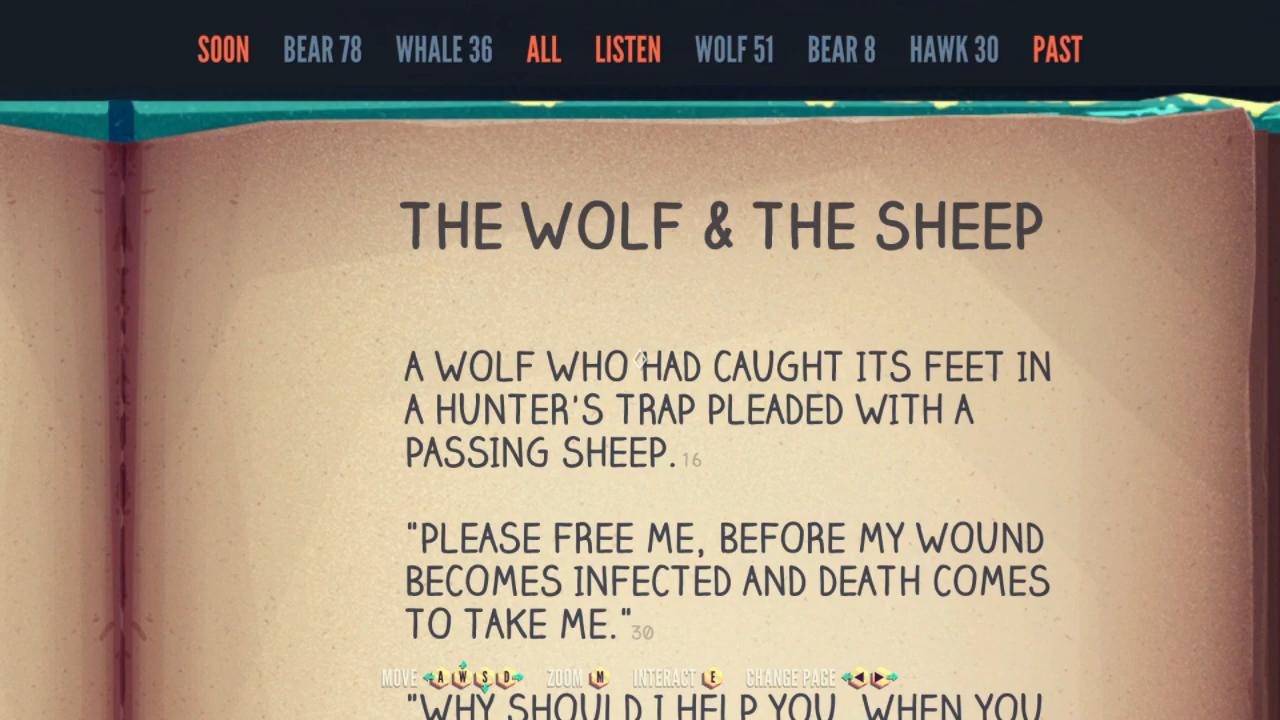 SOON BEAR 78 WHALE 36 ALL LISTEN WOLF 51 BEAR 8 HAWK 30 PAST
THE WOLF & THE SHEEP
A WOLF WHO HAD CAUGHT ITS FEET IN
A HUNTER'S TRAP PLEADED WITH A
PASSING SHEEP. 16
"PLEASE FREE ME, BEFORE MY WOUND
BECOMES INFECTED AND DEATH COMES
TO TAKE ME." 30
MOVE A W S D ZOOM M INTERACT E CHANGE PAGE
"WHY SHOULD I HELP YOU, WHEN YOU